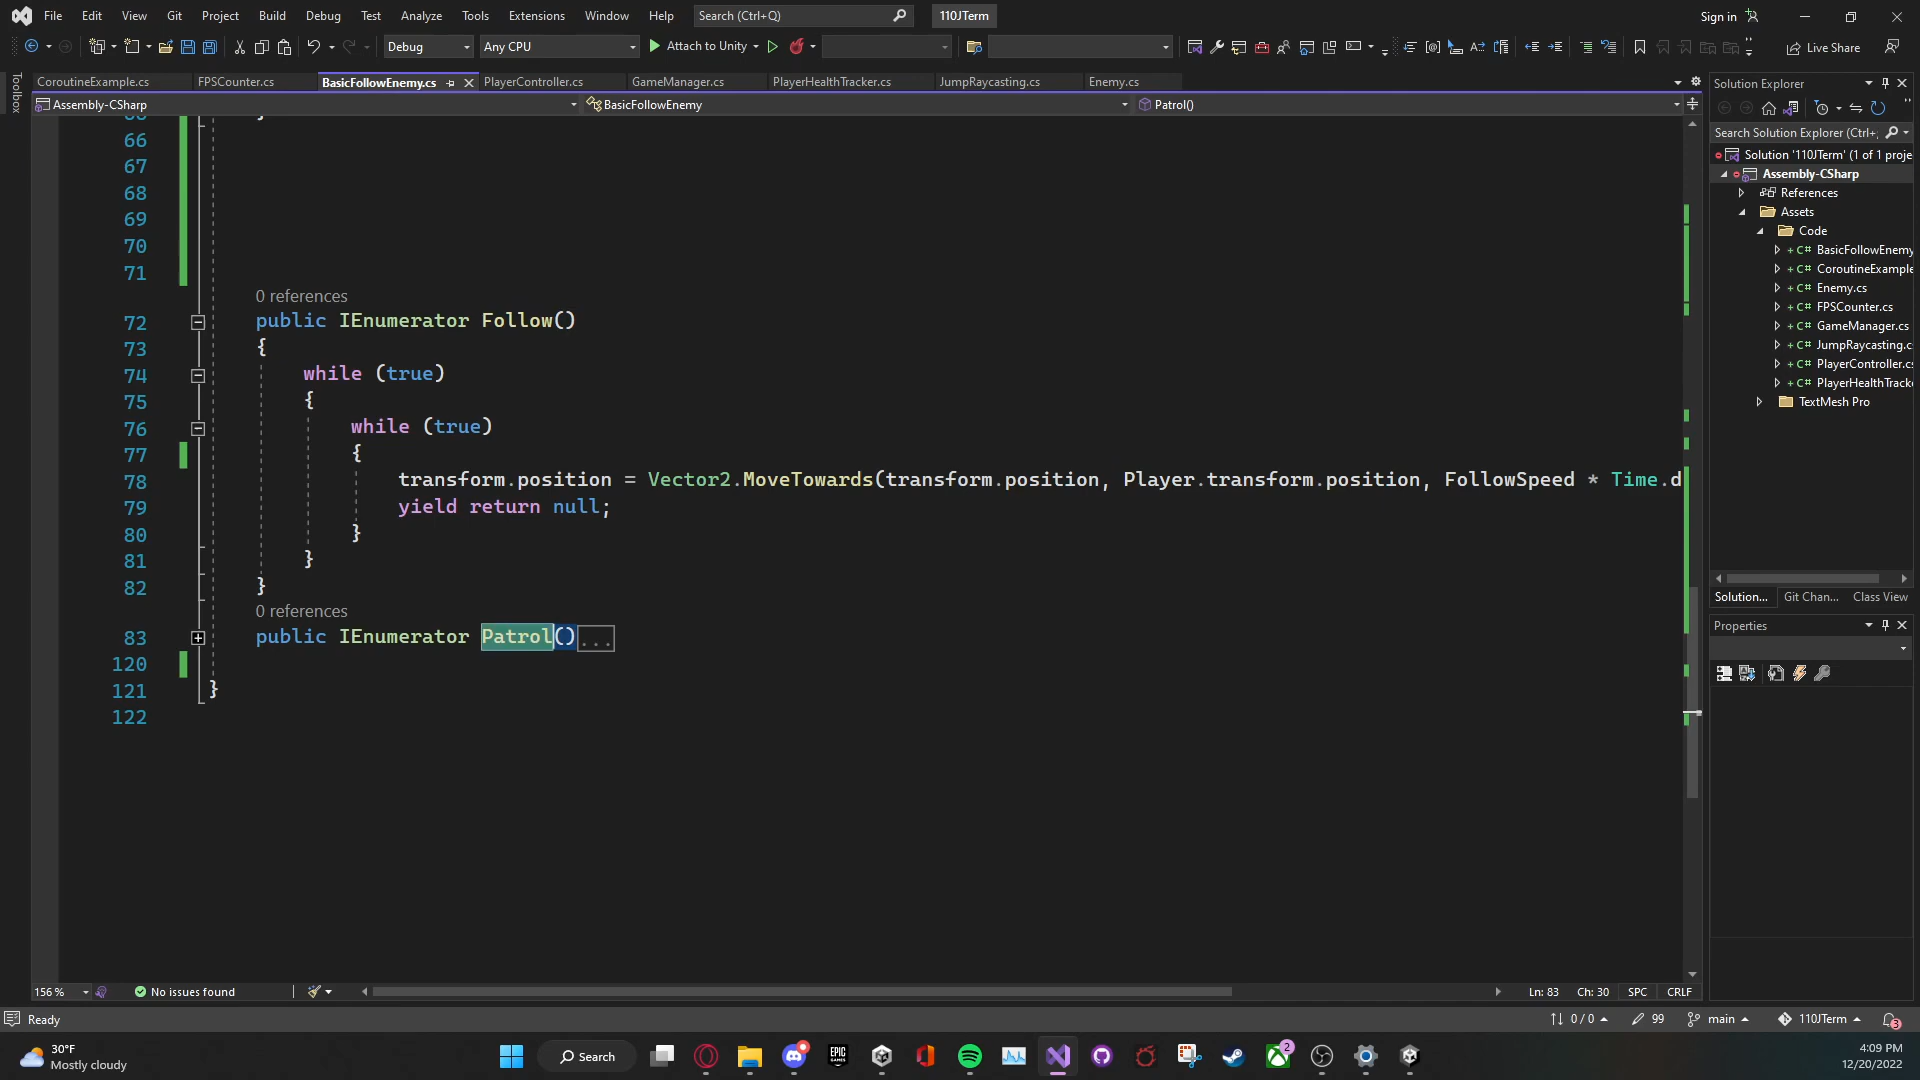 File Edit View Git Project Build Debug Test Analyze Tools Extensions Window Help Search (Ctrl+Q) 110JTerm Sign in
Debug Any CPU Attach to Unity Live Share
Toolbox
CoroutineExample.cs FPSCounter.cs BasicFollowEnemy.cs PlayerController.cs GameManager.cs PlayerHealthTracker.cs JumpRaycasting.cs Enemy.cs
Assembly-CSharp BasicFollowEnemy Patrol()
66
67
68
69
70
71
0 references
72 public IEnumerator Follow()
73 {
74 while (true)
75 {
76 while (true)
77 {
78 transform.position = Vector2.MoveTowards(transform.position, Player.transform.position, FollowSpeed * Time.d
79 yield return null;
80 }
81 }
82 }
0 references
83 public IEnumerator Patrol()...
120
121 }
122
156 % No issues found Ln: 83 Ch: 30 SPC CRLF
Solution Explorer
Search Solution Explorer (Ctrl+;
Solution '110JTerm' (1 of 1 proje
Assembly-CSharp
References
Assets
Code
C# BasicFollowEnemy
C# CoroutineExample
C# Enemy.cs
C# FPSCounter.cs
C# GameManager.cs
C# JumpRaycasting.c
C# PlayerController.cs
C# PlayerHealthTrack
TextMesh Pro
Solution... Git Chan... Class View
Properties
Ready 0 / 0 99 main 110JTerm 3
30°F
Mostly cloudy
Search
EPIC GAMES
2
4:09 PM
12/20/2022